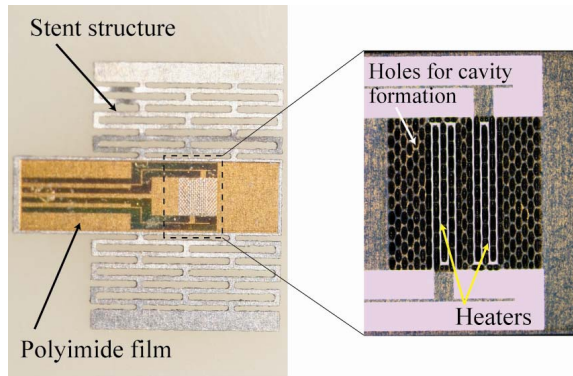 Stent structure
Polyimide film
Holes for cavity
formation
Heaters